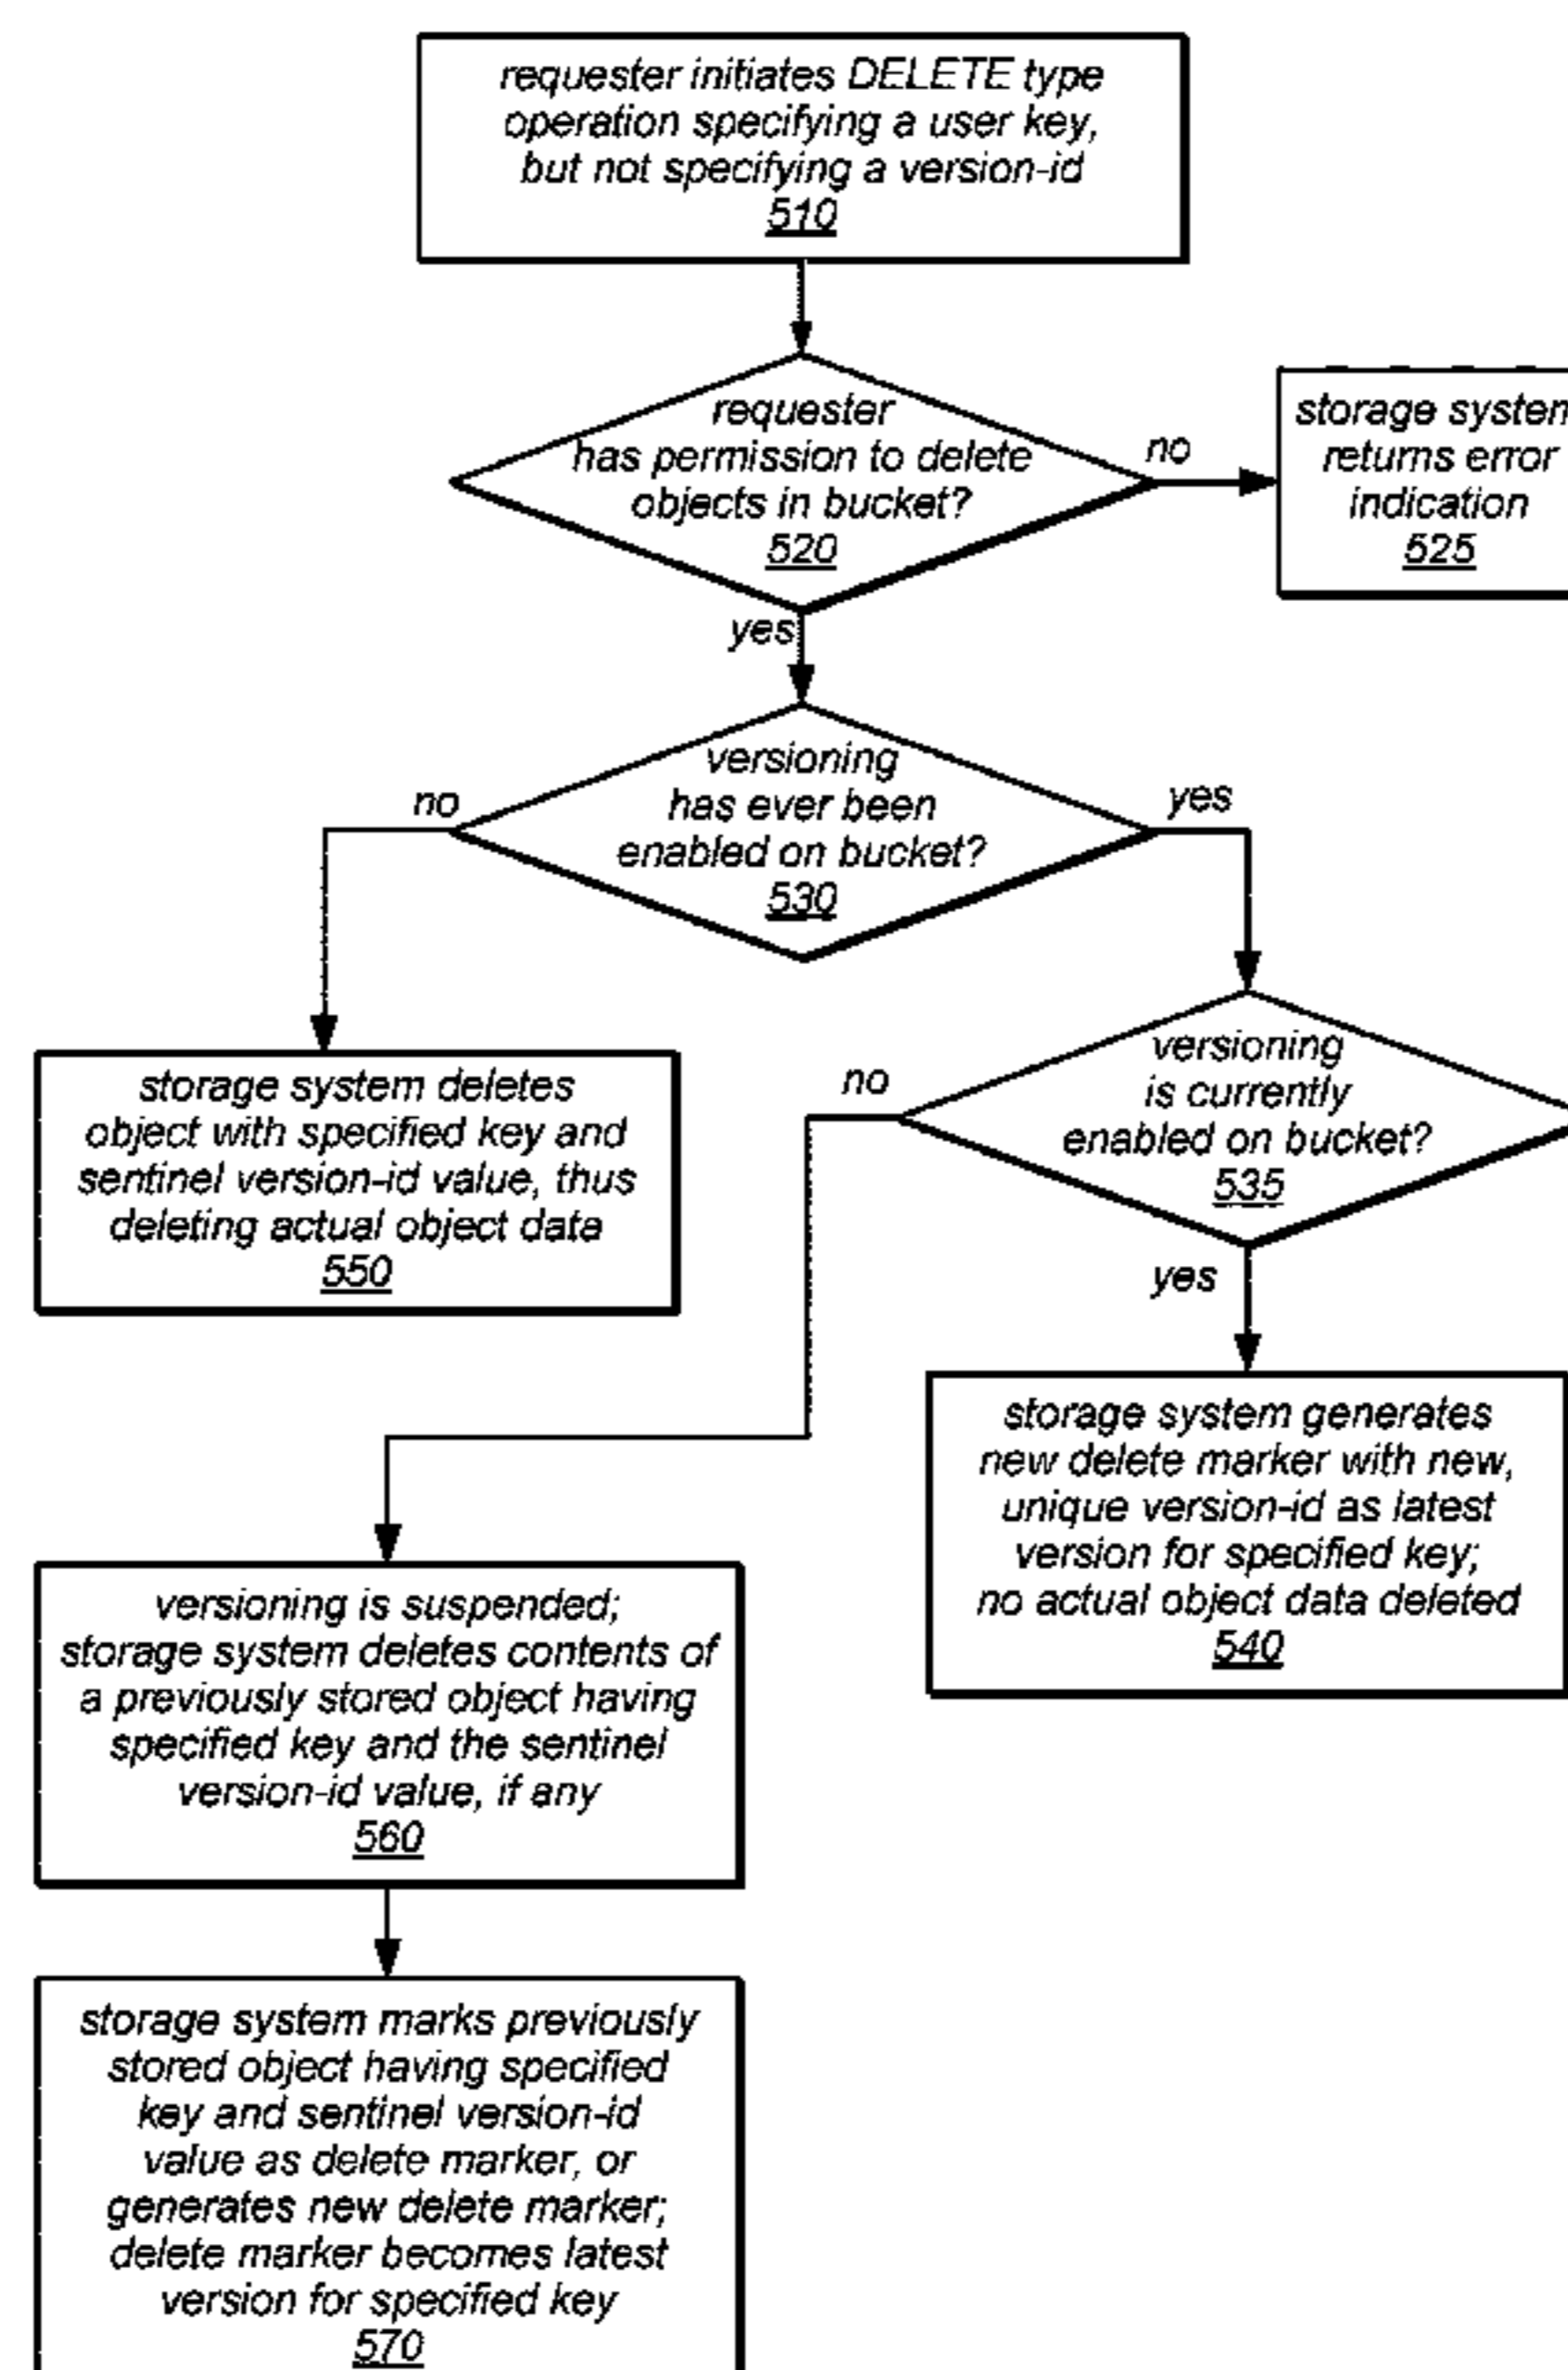 requester initiates DELETE type
operation specifying a user key,
but not specifying a version-id
510
requester
has permission to delete
objects in bucket?
520
no
storage system
returns error
indication
525
yes
versioning
has ever been
enabled on bucket?
530
no
yes
storage system deletes
object with specified key and
sentinel version-id value, thus
deleting actual object data
550
versioning
is currently
enabled on bucket?
535
no
yes
storage system generates
new delete marker with new,
unique version-id as latest
version for specified key;
no actual object data deleted
540
versioning is suspended;
storage system deletes contents of
a previously stored object having
specified key and the sentinel
version-id value, if any
560
storage system marks previously
stored object having specified
key and sentinel version-id
value as delete marker, or
generates new delete marker;
delete marker becomes latest
version for specified key
570